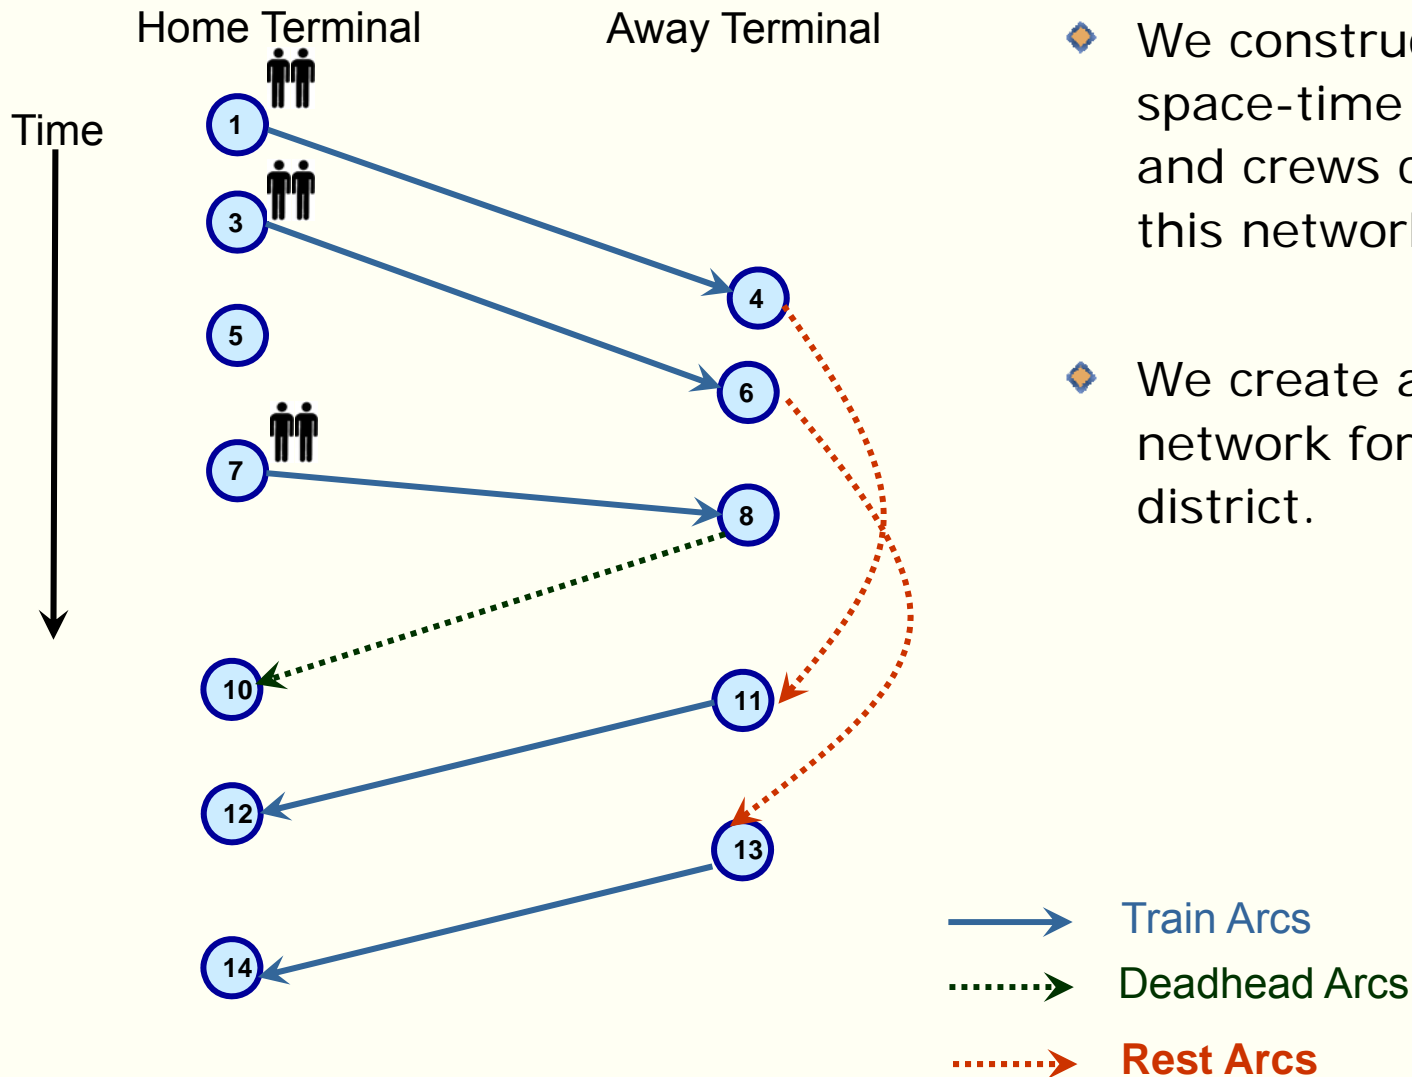 Home Terminal
Away Terminal
Time
1
3
4
5
6
7
8
10
11
12
13
14
We construc
space-time
and crews o
this network
We create a
network for
district.
Train Arcs
Deadhead Arcs
Rest Arcs